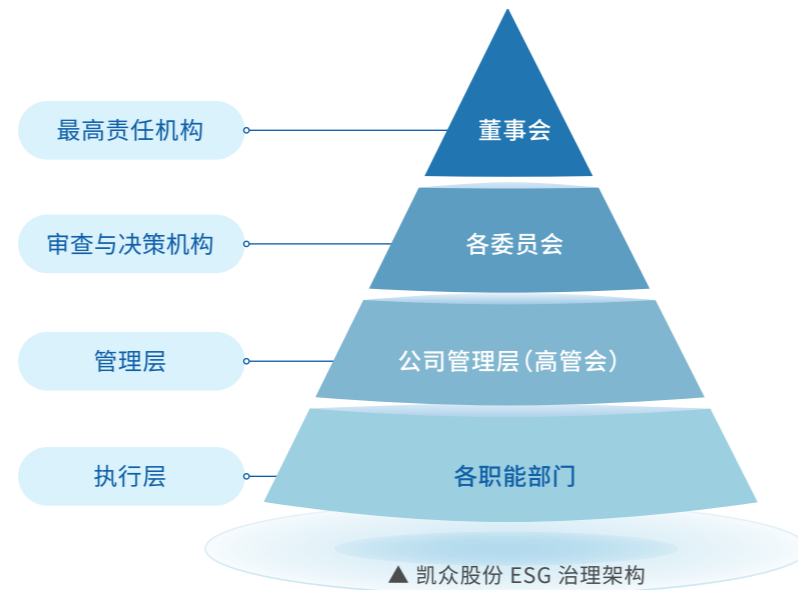 最高责任机构
董事会
审查与决策机构
各委员会
管理层
公司管理层（高管会）
执行层
各职能部门
▲ 凯众股份 ESG 治理架构